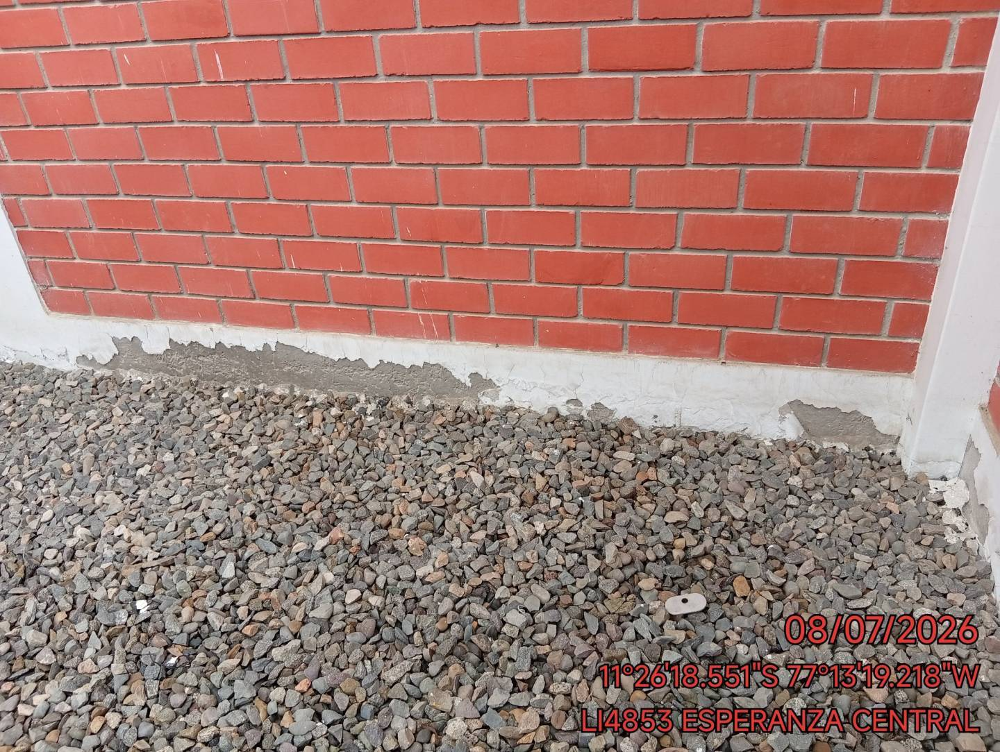 08/07/2026
11°26'18.551"S 77°13'19.218"W
LI4853 ESPERANZA CENTRAL